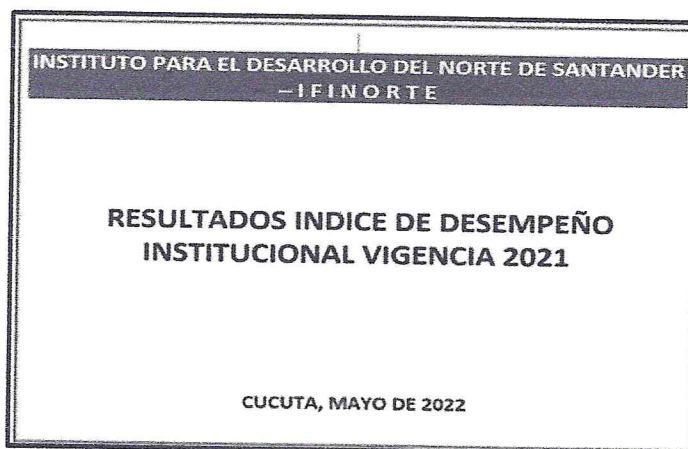 INSTITUTO PARA EL DESARROLLO DEL NORTE DE SANTANDER
–IFINORTE
RESULTADOS INDICE DE DESEMPEÑO
INSTITUCIONAL VIGENCIA 2021
CUCUTA, MAYO DE 2022